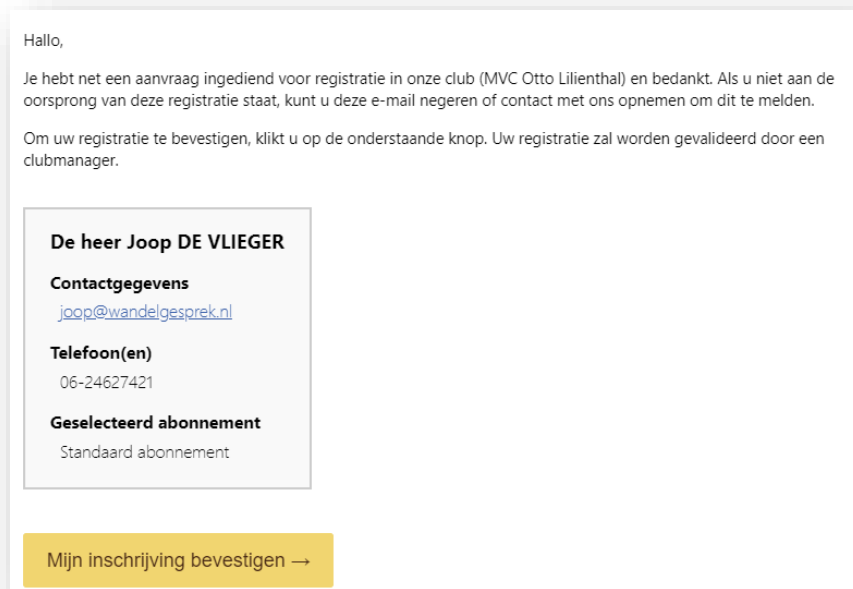 Hallo,
Je hebt net een aanvraag ingediend voor registratie in onze club (MVC Otto Lilienthal) en bedankt. Als u niet aan de
oorsprong van deze registratie staat, kunt u deze e-mail negeren of contact met ons opnemen om dit te melden.
Om uw registratie te bevestigen, klikt u op de onderstaande knop. Uw registratie zal worden gevalideerd door een
clubmanager.
De heer Joop DE VLIEGER
Contactgegevens
joop@wandelgesprek.nl
Telefoon(en)
06-24627421
Geselecteerd abonnement
Standaard abonnement
Mijn inschrijving bevestigen →